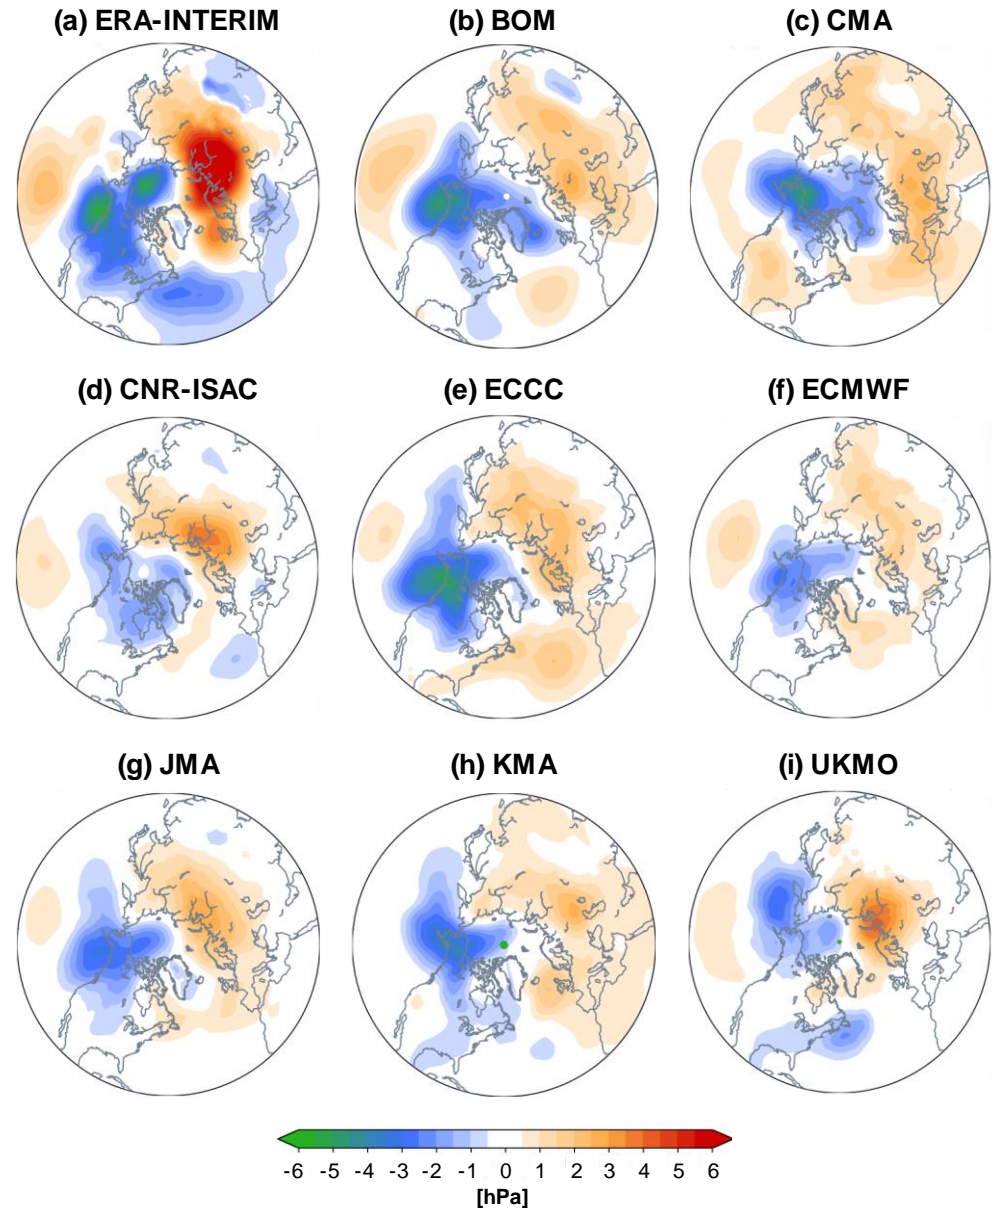 (a) ERA-INTERIM
(b) BOM
(c) CMA
(d) CNR-ISAC
(e) ECCC
(f) ECMWF
(g) JMA
(h) KMA
(i) UKMO
-6 -5 -4 -3 -2 -1 0 1 2 3 4 5 6
[hPa]